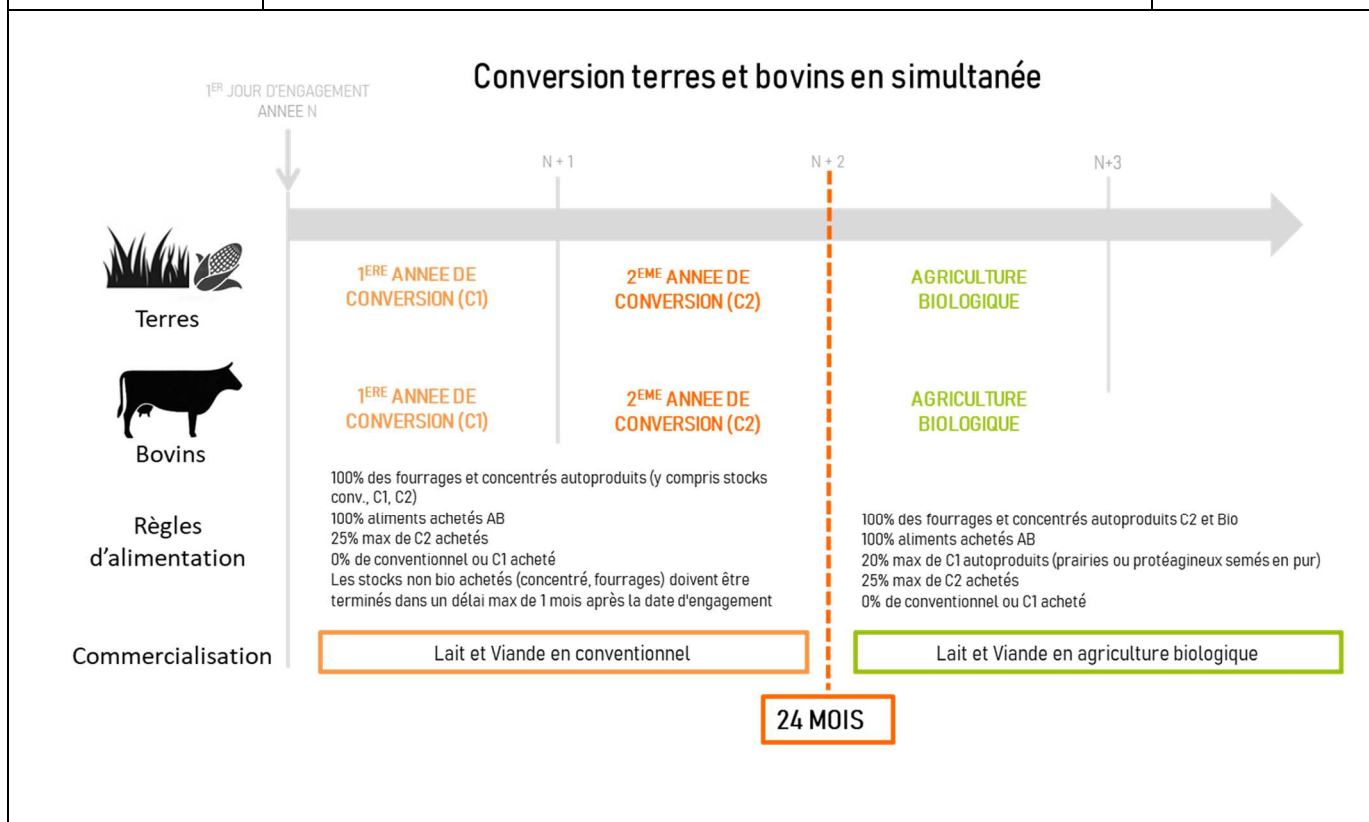 Conversion terres et bovins en simultanée
1ER JOUR D'ENGAGEMENT
ANNEE N
N + 1
N + 2
N+3
Terres
1ERE ANNEE DE
CONVERSION (C1)
2EME ANNEE DE
CONVERSION (C2)
AGRICULTURE
BIOLOGIQUE
Bovins
1ERE ANNEE DE
CONVERSION (C1)
2EME ANNEE DE
CONVERSION (C2)
AGRICULTURE
BIOLOGIQUE
Règles
d'alimentation
100% des fourrages et concentrés autoproduits (y compris stocks
conv., C1, C2)
100% aliments achetés AB
25% max de C2 achetés
0% de conventionnel ou C1 acheté
Les stocks non bio achetés (concentré, fourrages) doivent être
terminés dans un délai max de 1 mois après la date d'engagement
100% des fourrages et concentrés autoproduits C2 et Bio
100% aliments achetés AB
20% max de C1 autoproduits (prairies ou protéagineux semés en pur)
25% max de C2 achetés
0% de conventionnel ou C1 acheté
Commercialisation
Lait et Viande en conventionnel
Lait et Viande en agriculture biologique
24 MOIS